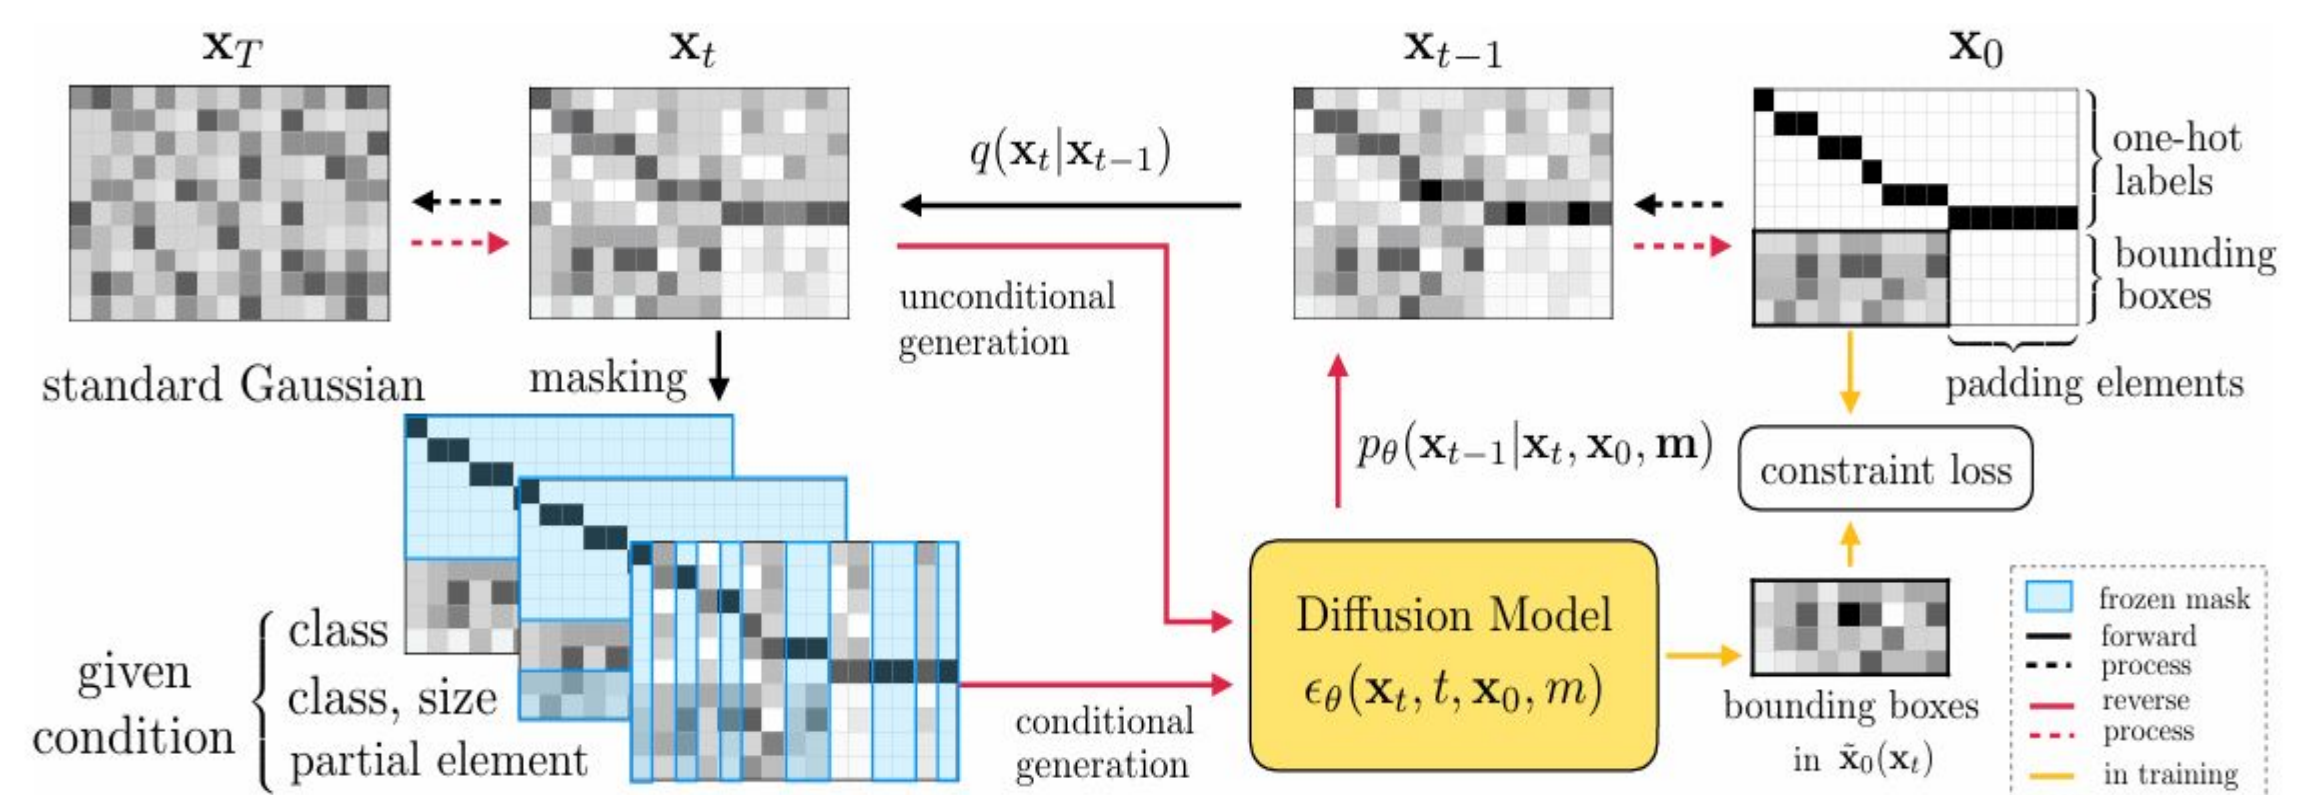 𝐱_T
𝐱_t
𝐱_{t−1}
𝐱_0
q(𝐱_t|𝐱_{t−1})
one-hot
labels
bounding
boxes
unconditional
generation
standard Gaussian
masking
padding elements
p_θ(𝐱_{t−1}|𝐱_t, 𝐱_0, 𝐦)
constraint loss
given
condition
class
class, size
partial element
conditional
generation
Diffusion Model
ϵ_θ(𝐱_t, t, 𝐱_0, m)
bounding boxes
in x̃_0(𝐱_t)
frozen mask
forward
process
reverse
process
in training